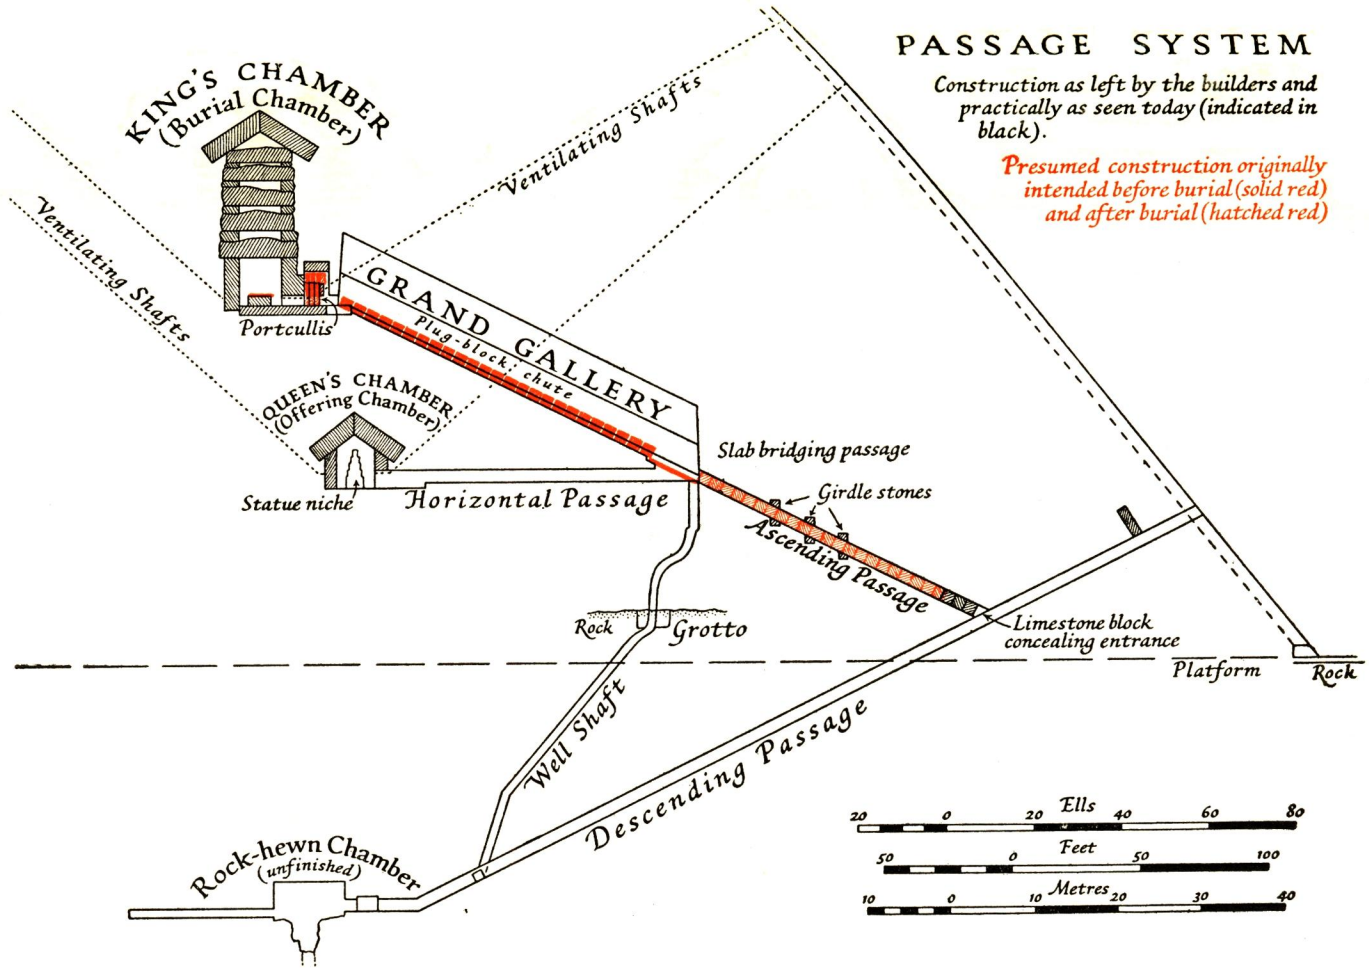 PASSAGE SYSTEM
Construction as left by the builders and
practically as seen today (indicated in
black).
Presumed construction originally
intended before burial (solid red)
and after burial (hatched red)
KING'S CHAMBER
(Burial Chamber)
Ventilating Shafts
Ventilating Shafts
Portcullis
GRAND GALLERY
Plug-block chute
QUEEN'S CHAMBER
(Offering Chamber)
Statue niche
Horizontal Passage
Slab bridging passage
Girdle stones
Ascending Passage
Limestone block
concealing entrance
Rock
Grotto
Platform
Rock
Well Shaft
Descending Passage
Rock-hewn Chamber
(unfinished)
Ells
20 0 20 40 60 80
Feet
50 0 50 100
Metres
10 0 10 20 30 40